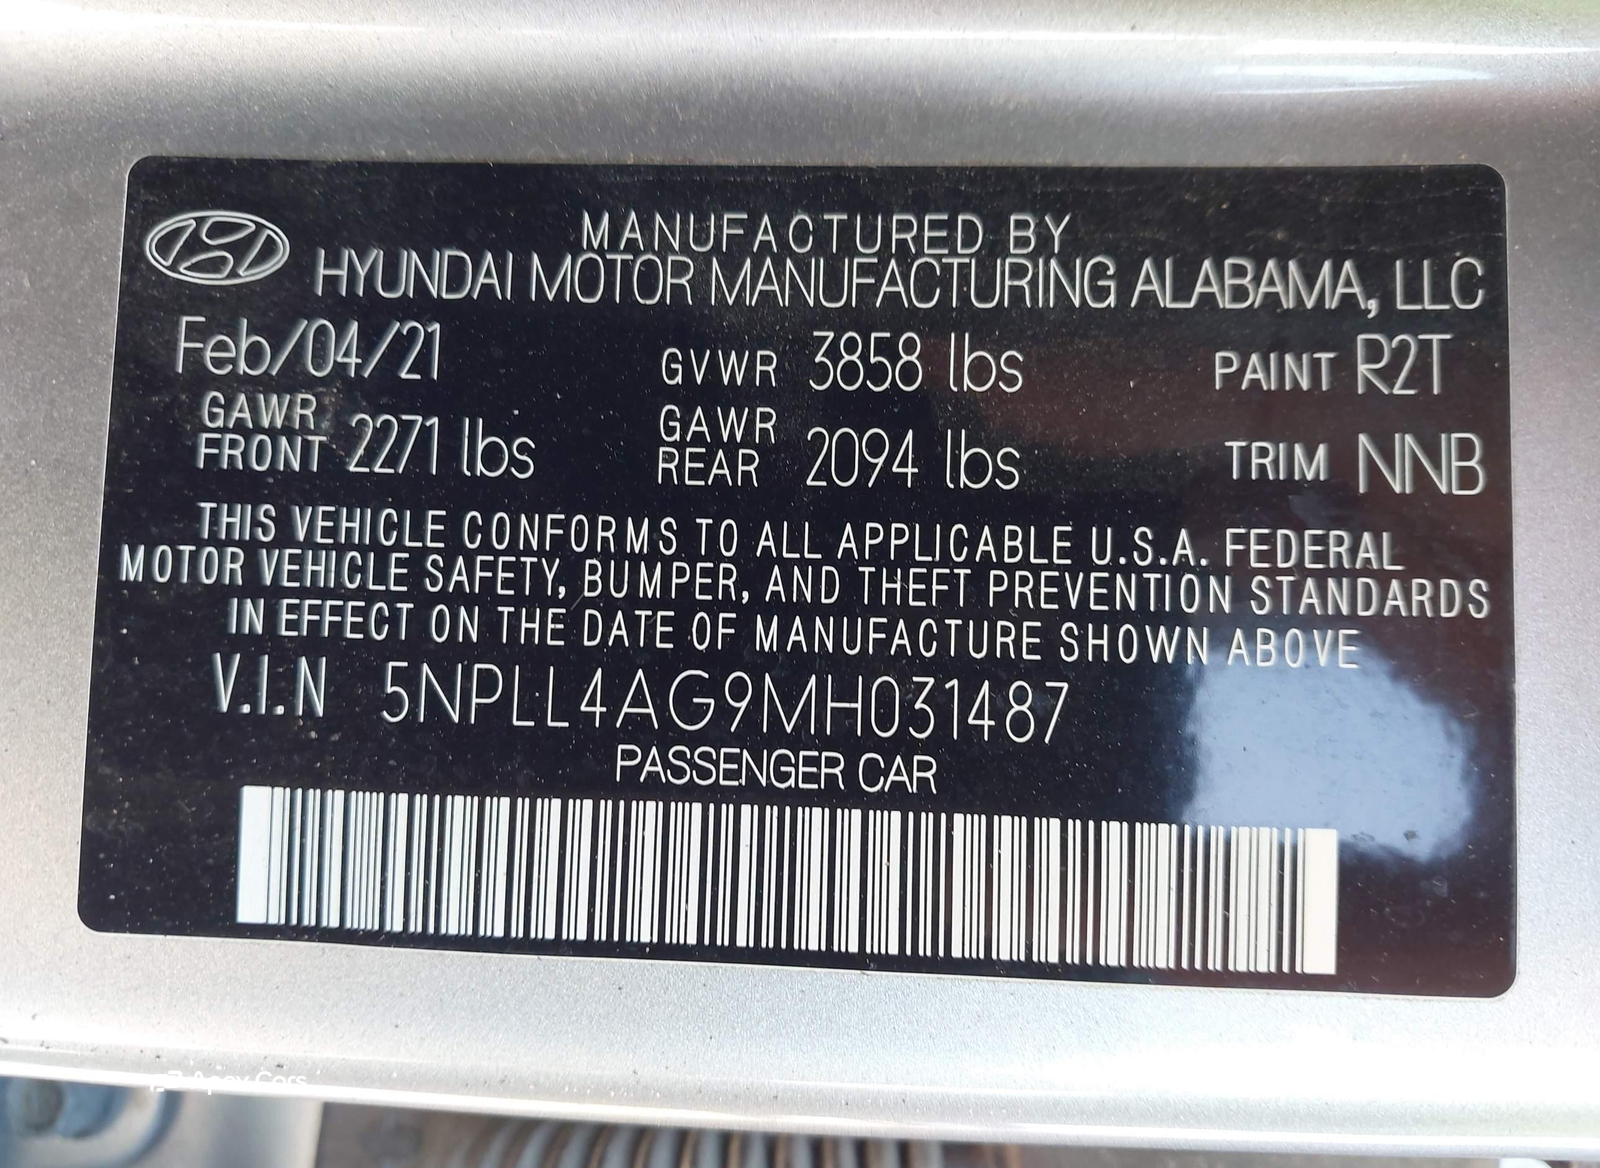 MANUFACTURED BY
HYUNDAI MOTOR MANUFACTURING ALABAMA, LLC
Feb/04/21 GVWR 3858 lbs PAINT R2T
GAWR FRONT 2271 lbs GAWR REAR 2094 lbs TRIM NNB
THIS VEHICLE CONFORMS TO ALL APPLICABLE U.S.A. FEDERAL
MOTOR VEHICLE SAFETY, BUMPER, AND THEFT PREVENTION STANDARDS
IN EFFECT ON THE DATE OF MANUFACTURE SHOWN ABOVE
V.I.N 5NPLL4AG9MH031487
PASSENGER CAR
Apex Cars